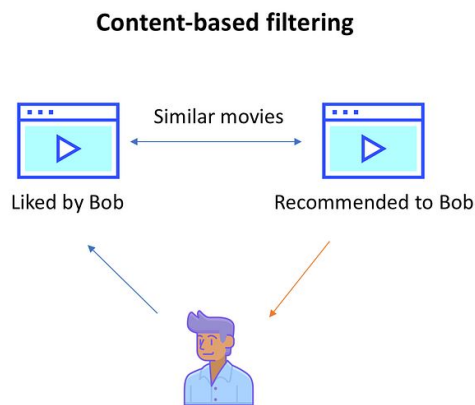 Content-based filtering
Similar movies
Liked by Bob
Recommended to Bob